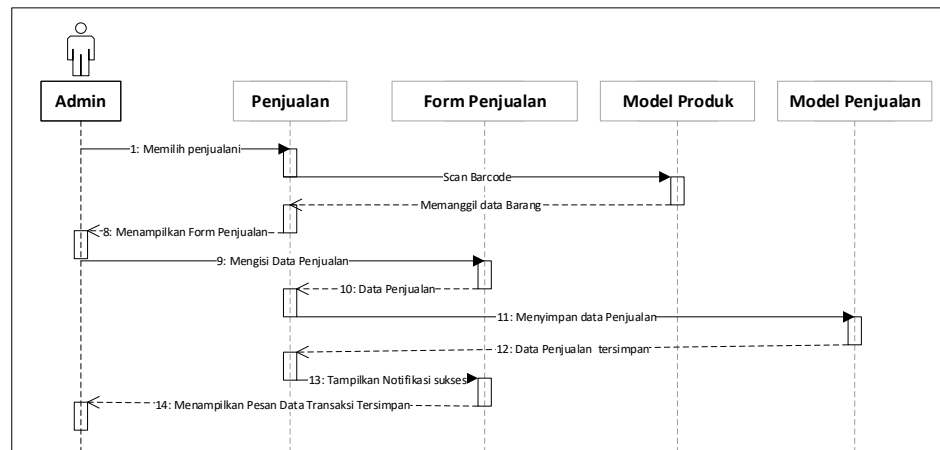 Admin
Penjualan
Form Penjualan
Model Produk
Model Penjualan
1: Memilih penjualani
Scan Barcode
Memanggil data Barang
8: Menampilkan Form Penjualan
9: Mengisi Data Penjualan
10: Data Penjualan
11: Menyimpan data Penjualan
12: Data Penjualan tersimpan
13: Tampilkan Notifikasi sukses
14: Menampilkan Pesan Data Transaksi Tersimpan